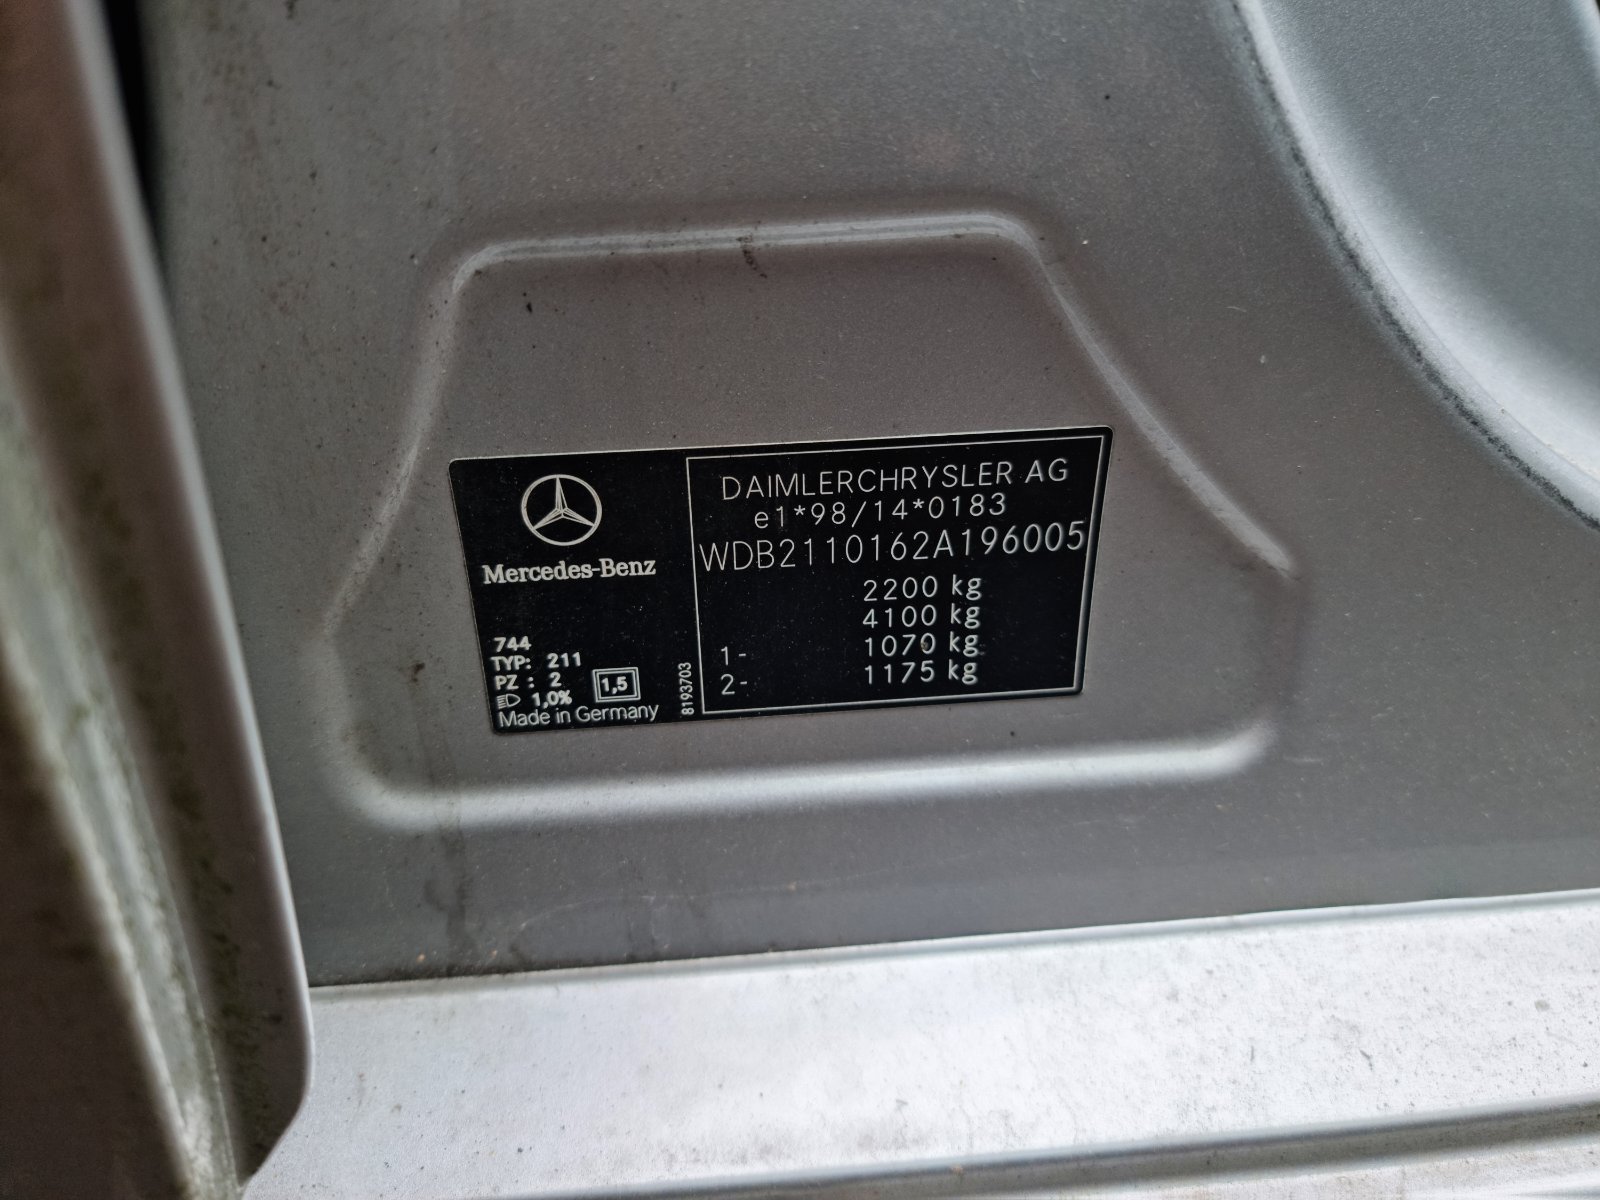 Mercedes-Benz
744
TYP: 211
PZ : 2
1,0%
1,5
Made in Germany
8193703
DAIMLERCHRYSLER AG
e1*98/14*0183
WDB2110162A196005
2200 kg
4100 kg
1- 1070 kg
2- 1175 kg